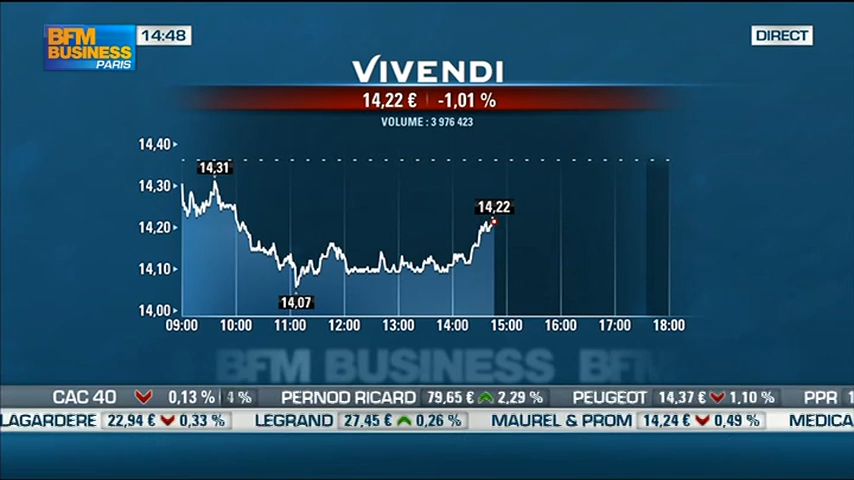 BFM
BUSINESS
PARIS
14:48
DIRECT
VIVENDI
14,22 € -1,01 %
VOLUME : 3 976 423
14,40
14,31
14,30
14,22
14,20
14,10
14,07
14,00
09:00 10:00 11:00 12:00 13:00 14:00 15:00 16:00 17:00 18:00
BFM BUSINESS BFM
CAC 40 0,13 % 4 % PERNOD RICARD 79,65 € 2,29 % PEUGEOT 14,37 € 1,10 % PPR 1
LAGARDERE 22,94 € 0,33 % LEGRAND 27,45 € 0,26 % MAUREL & PROM 14,24 € 0,49 % MEDICA